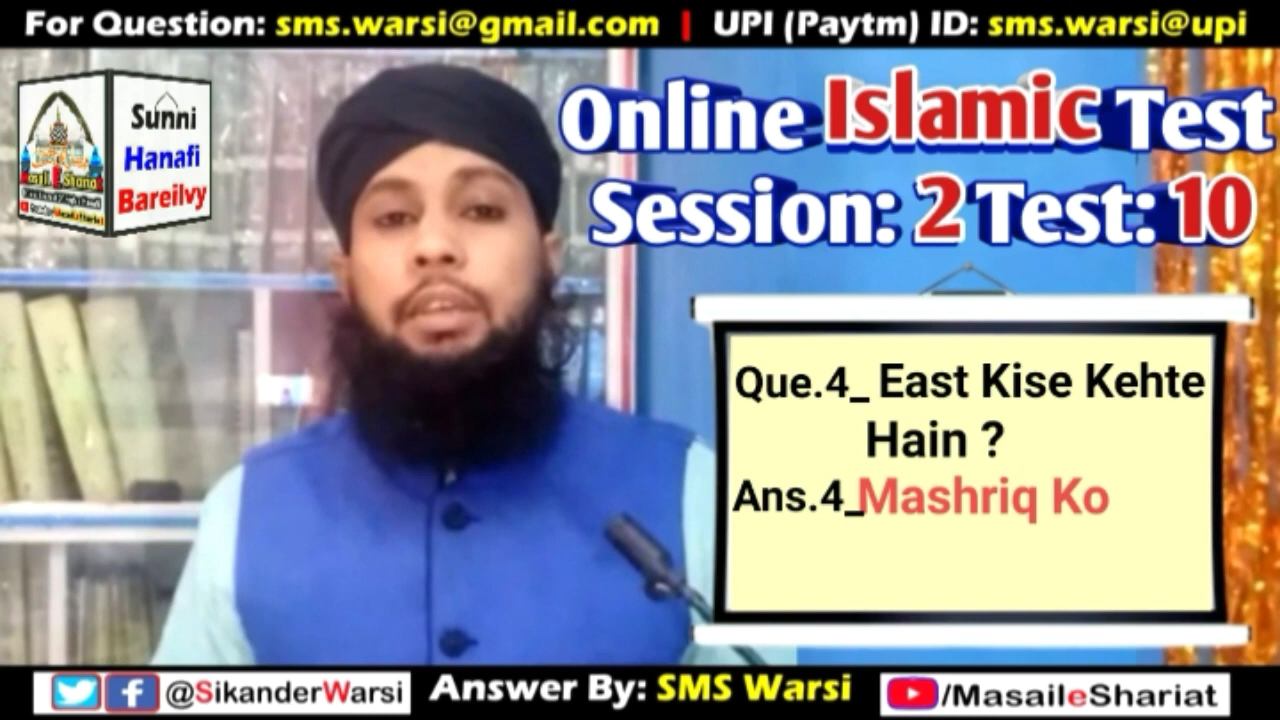 For Question: sms.warsi@gmail.com | UPI (Paytm) ID: sms.warsi@upi
Sunni
Hanafi
Bareilvy
Online Islamic Test
Session: 2 Test: 10
Que.4_ East Kise Kehte
Hain ?
Ans.4_Mashriq Ko
@SikanderWarsi
Answer By: SMS Warsi
/MasaileShariat